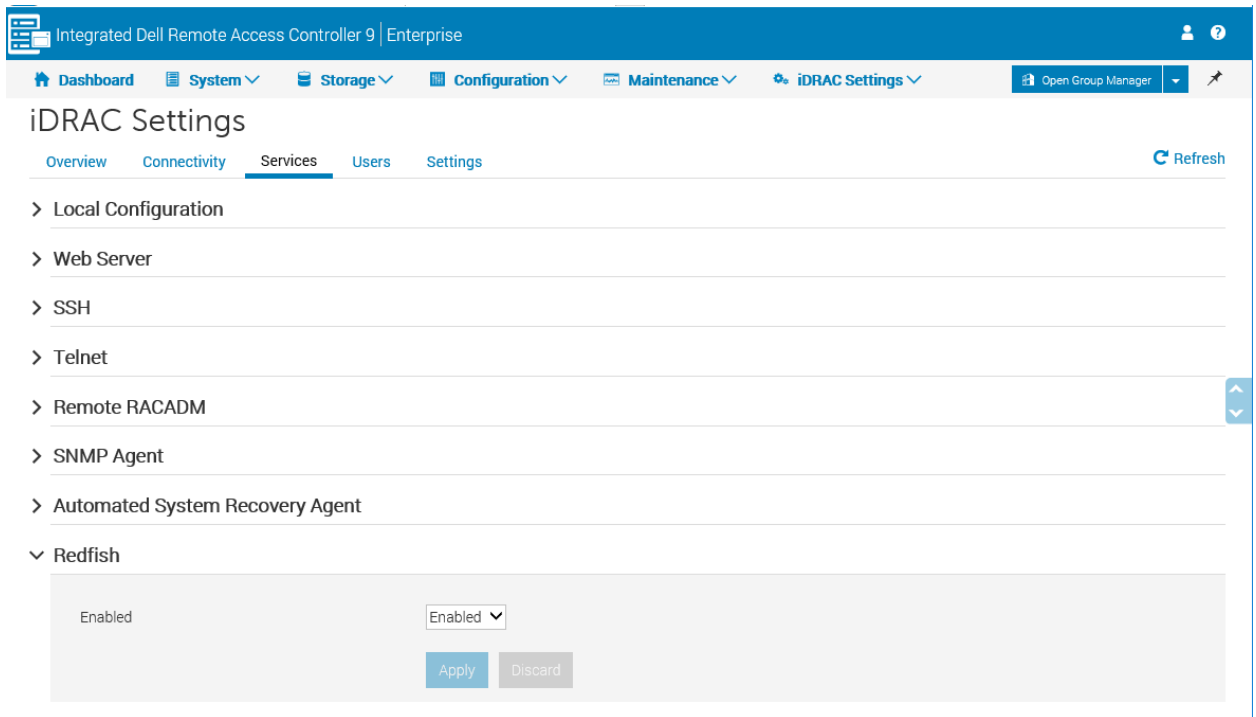 Integrated Dell Remote Access Controller 9 | Enterprise
Dashboard System Storage Configuration Maintenance iDRAC Settings Open Group Manager
iDRAC Settings
Overview Connectivity Services Users Settings Refresh
Local Configuration
Web Server
SSH
Telnet
Remote RACADM
SNMP Agent
Automated System Recovery Agent
Redfish
Enabled Enabled
Apply Discard